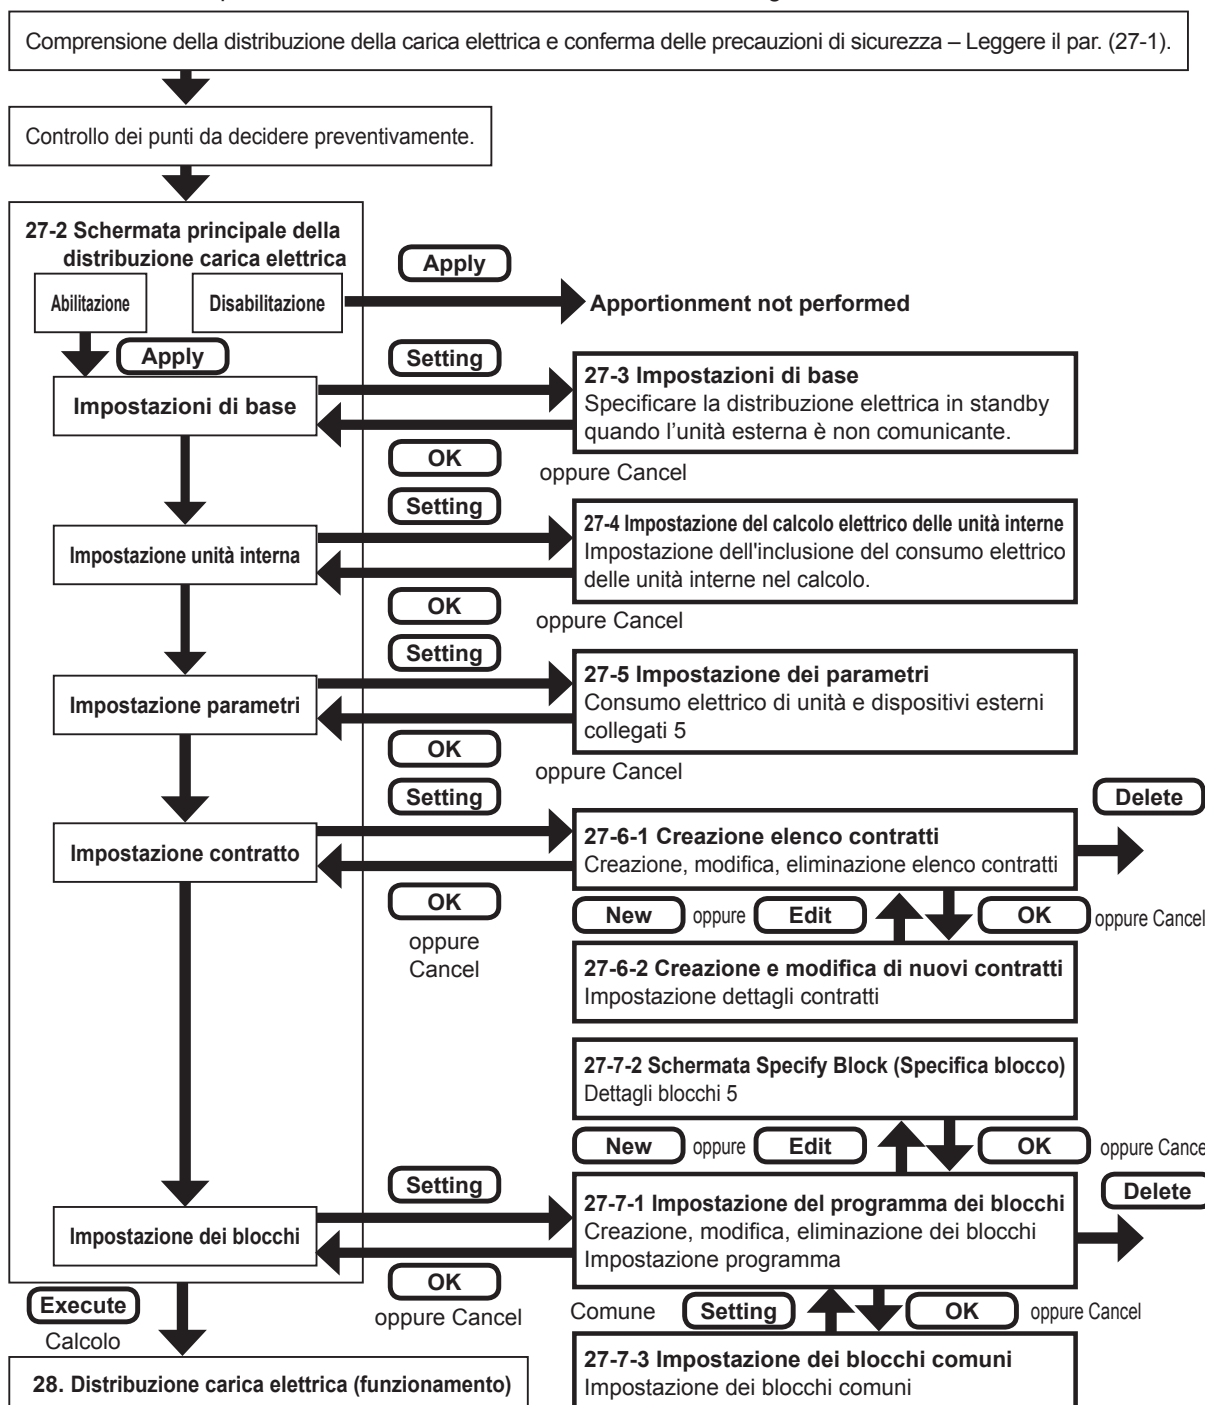 Comprensione della distribuzione della carica elettrica e conferma delle precauzioni di sicurezza – Leggere il par. (27-1).
Controllo dei punti da decidere preventivamente.
27-2 Schermata principale della
distribuzione carica elettrica
Abilitazione
Disabilitazione
Apply
Apportionment not performed
Apply
Impostazioni di base
Setting
27-3 Impostazioni di base
Specificare la distribuzione elettrica in standby
quando l’unità esterna è non comunicante.
OK
oppure Cancel
Impostazione unità interna
Setting
27-4 Impostazione del calcolo elettrico delle unità interne
Impostazione dell'inclusione del consumo elettrico
delle unità interne nel calcolo.
OK
oppure Cancel
Impostazione parametri
Setting
27-5 Impostazione dei parametri
Consumo elettrico di unità e dispositivi esterni
collegati 5
OK
oppure Cancel
Impostazione contratto
Setting
27-6-1 Creazione elenco contratti
Creazione, modifica, eliminazione elenco contratti
Delete
OK
oppure
Cancel
New oppure Edit
OK oppure Cancel
27-6-2 Creazione e modifica di nuovi contratti
Impostazione dettagli contratti
27-7-2 Schermata Specify Block (Specifica blocco)
Dettagli blocchi 5
New oppure Edit
OK oppure Cance
Impostazione dei blocchi
Setting
27-7-1 Impostazione del programma dei blocchi
Creazione, modifica, eliminazione dei blocchi
Impostazione programma
Delete
OK
oppure Cancel
Comune Setting
OK oppure Cancel
27-7-3 Impostazione dei blocchi comuni
Impostazione dei blocchi comuni
Execute
Calcolo
28. Distribuzione carica elettrica (funzionamento)